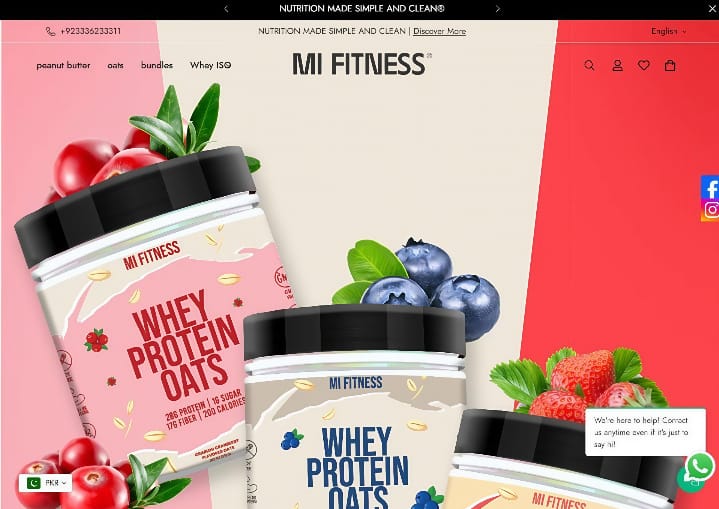 NUTRITION MADE SIMPLE AND CLEAN®
+923336233311
NUTRITION MADE SIMPLE AND CLEAN | Discover More
English
peanut butter oats bundles Whey ISO
MI FITNESS®
MI FITNESS
WHEY
PROTEIN
OATS
28G PROTEIN | 1G SUGAR
17G FIBER | 200 CALORIES
MI FITNESS
WHEY
PROTEIN
OATS
MI FITNESS
We're here to help! Contact
us anytime even if it's just to
say hi!
PKR